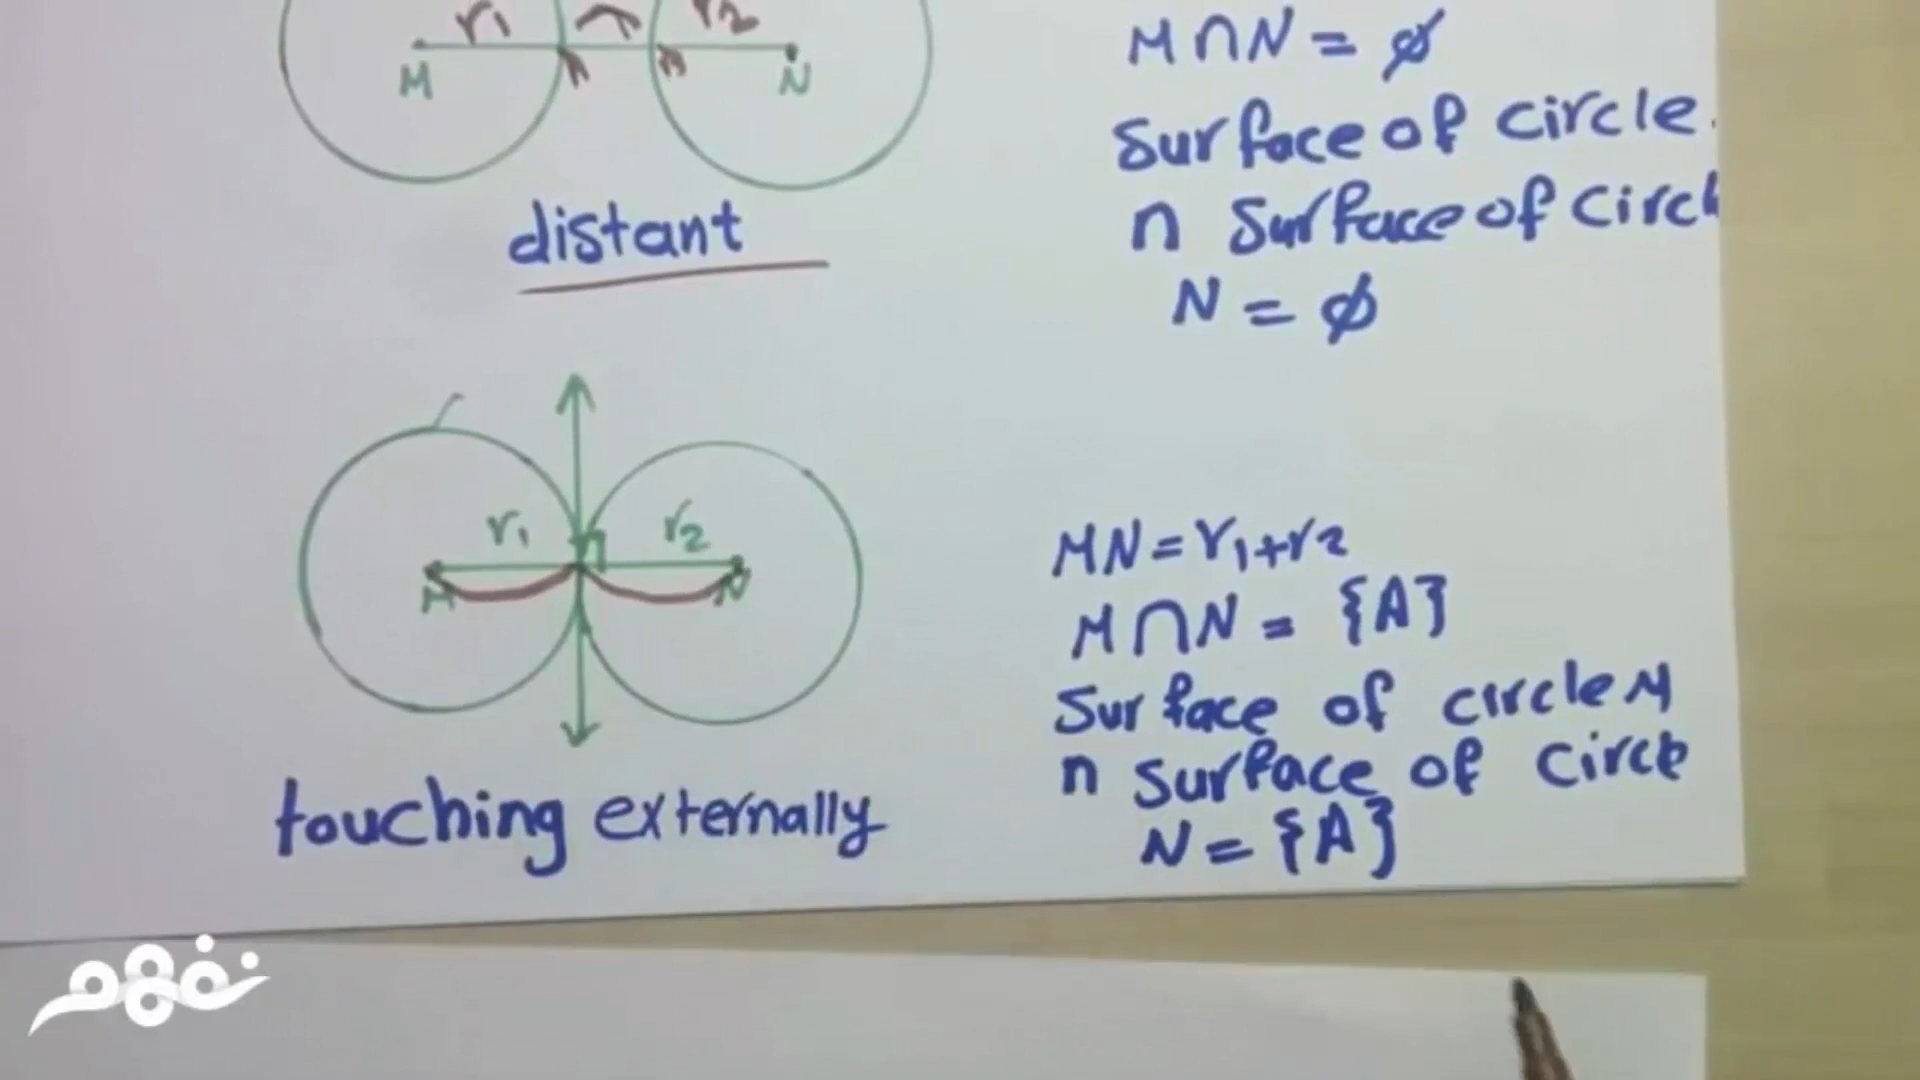 r1 r2
M N
M∩N = ∅
Surface of circle
distant
∩ Surface of circl
N = ∅
r1 r2
M N
MN = r1+r2
M∩N = {A}
Surface of circle M
∩ Surface of circle
touching externally
N = {A}
نفهم